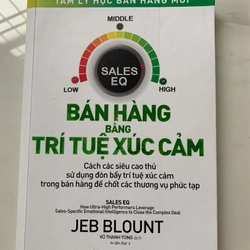 TÂM LÝ HỌC BÁN HÀNG MỚI
MIDDLE
SALES
EQ
LOW
HIGH
BÁN HÀNG
BẰNG
TRÍ TUỆ XÚC CẢM
Cách các siêu cao thủ
sử dụng đòn bẩy trí tuệ xúc cảm
trong bán hàng để chốt các thương vụ phức tạp
SALES EQ
How Ultra-High Performers Leverage
Sales-Specific Emotional Intelligence to Close the Complex Deal
JEB BLOUNT
VŨ THANH TÙNG dịch